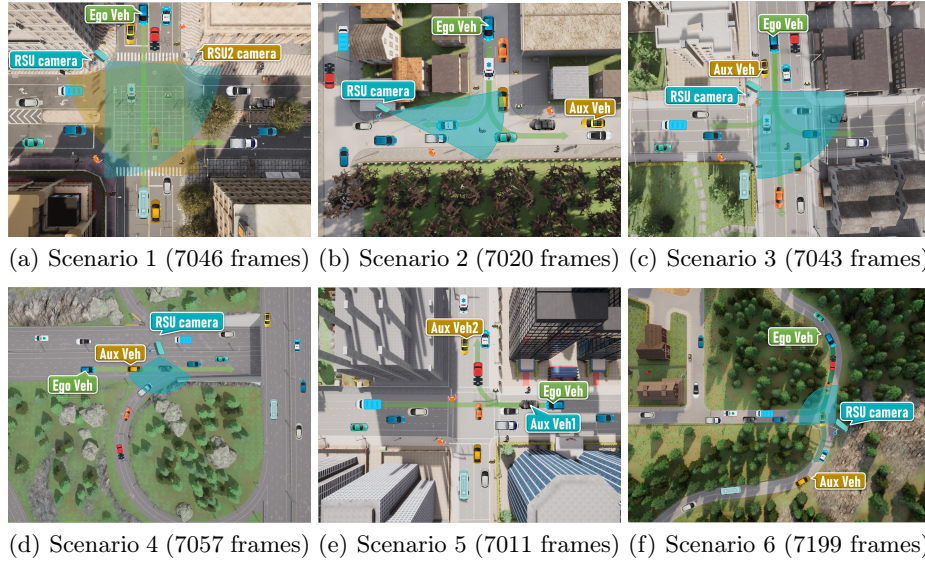 Ego Veh
RSU camera
RSU2 camera
Ego Veh
RSU camera
Aux Veh
Ego Veh
Aux Veh
RSU camera
(a) Scenario 1 (7046 frames)
(b) Scenario 2 (7020 frames)
(c) Scenario 3 (7043 frames)
RSU camera
Aux Veh
Ego Veh
Aux Veh2
Ego Veh
Aux Veh1
Ego Veh
RSU camera
Aux Veh
(d) Scenario 4 (7057 frames)
(e) Scenario 5 (7011 frames)
(f) Scenario 6 (7199 frames)